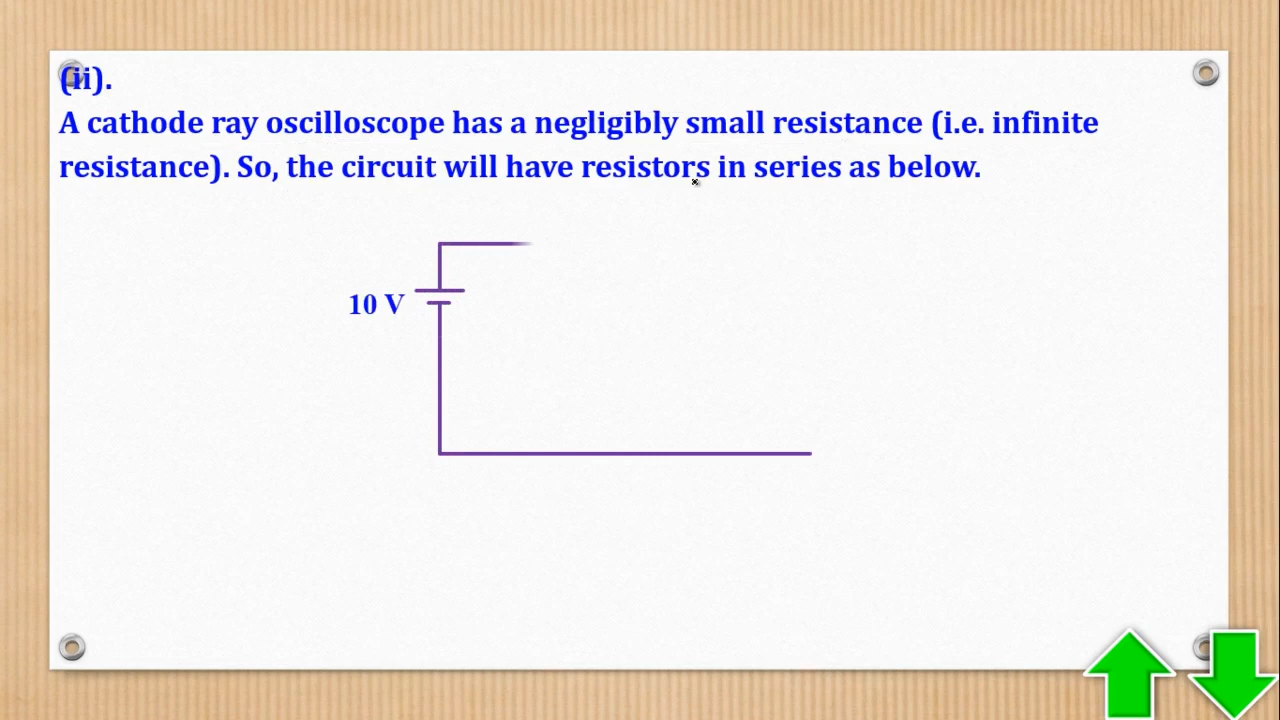 (ii).
A cathode ray oscilloscope has a negligibly small resistance (i.e. infinite
resistance). So, the circuit will have resistors in series as below.
10 V